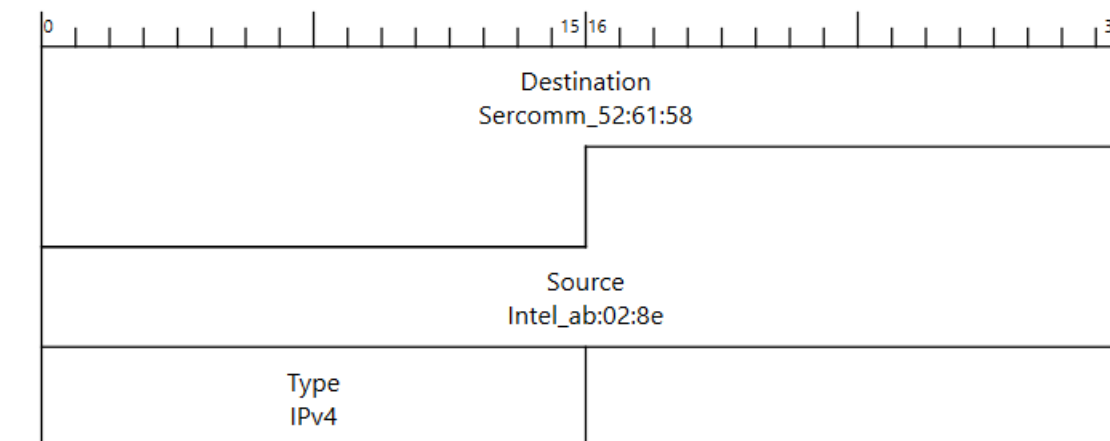 0 15 16
Destination
Sercomm_52:61:58
Source
Intel_ab:02:8e
Type
IPv4